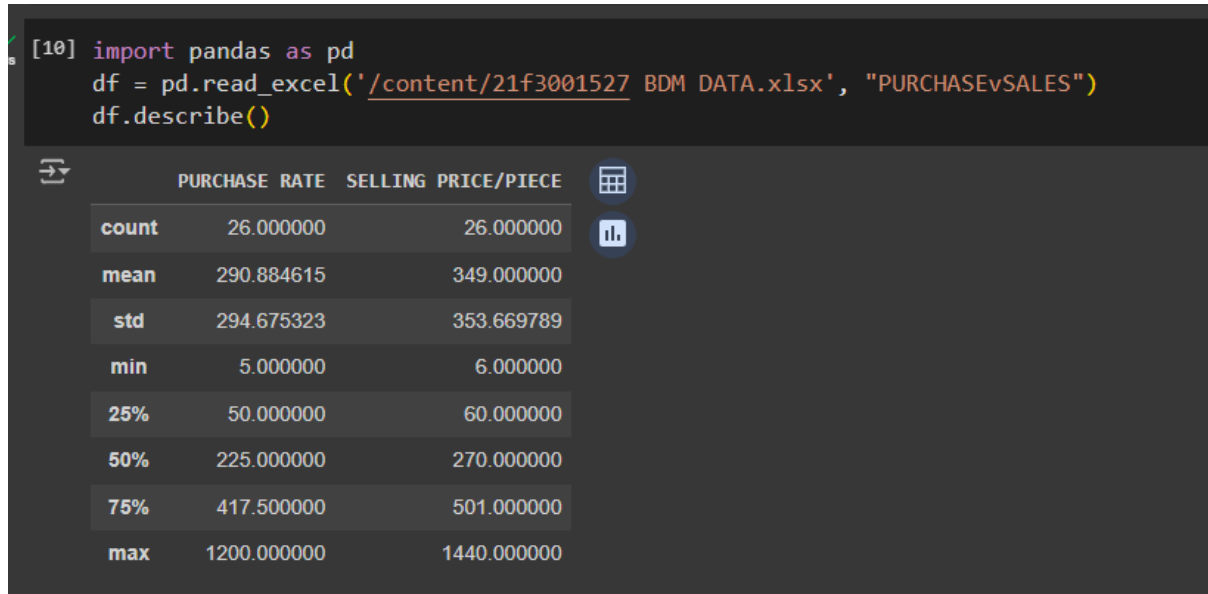 [10] import pandas as pd
s
df = pd.read_excel('/content/21f3001527 BDM DATA.xlsx', "PURCHASEvSALES")
df.describe()
PURCHASE RATE SELLING PRICE/PIECE
count 26.000000 26.000000
mean 290.884615 349.000000
std 294.675323 353.669789
min 5.000000 6.000000
25% 50.000000 60.000000
50% 225.000000 270.000000
75% 417.500000 501.000000
max 1200.000000 1440.000000